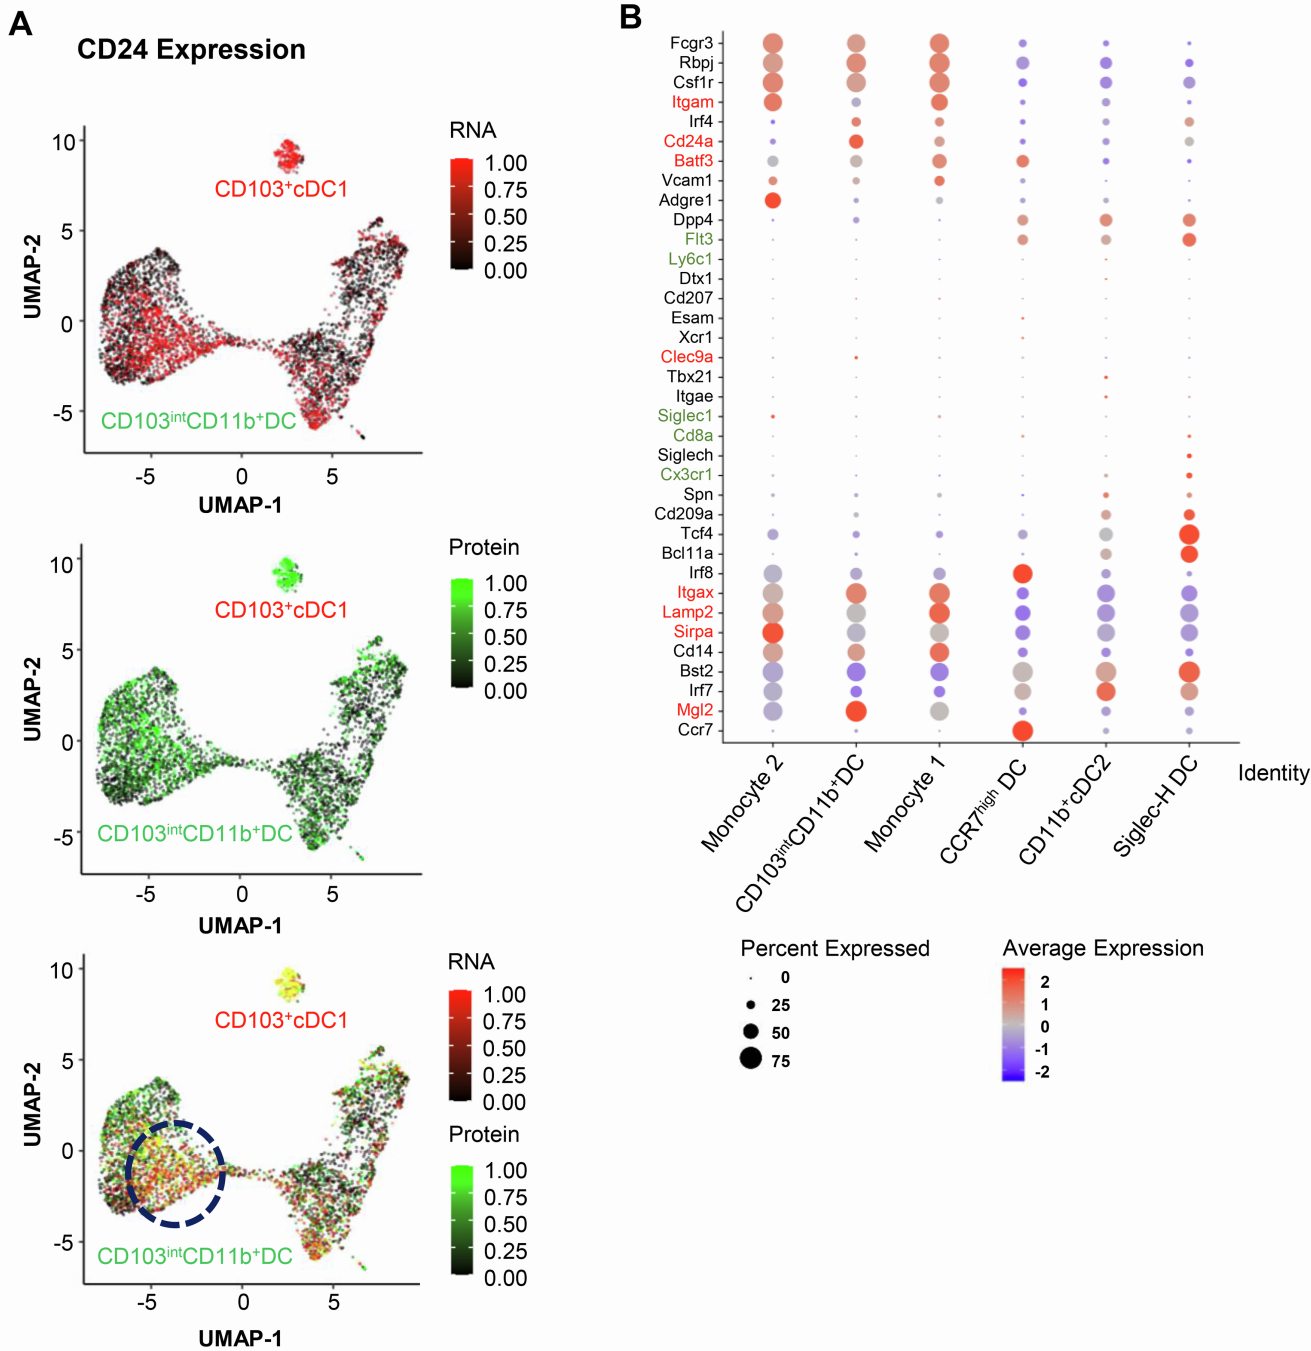 A
CD24 Expression
10
5
0
-5
UMAP-2
CD103+cDC1
CD103intCD11b+DC
-5 0 5
UMAP-1
RNA
1.00
0.75
0.50
0.25
0.00
10
5
0
-5
UMAP-2
CD103+cDC1
CD103intCD11b+DC
-5 0 5
UMAP-1
Protein
1.00
0.75
0.50
0.25
0.00
10
5
0
-5
UMAP-2
CD103+cDC1
CD103intCD11b+DC
-5 0 5
UMAP-1
RNA
1.00
0.75
0.50
0.25
0.00
Protein
1.00
0.75
0.50
0.25
0.00
B
Fcgr3
Rbpj
Csf1r
Itgam
Irf4
Cd24a
Batf3
Vcam1
Adgre1
Dpp4
Flt3
Ly6c1
Dtx1
Cd207
Esam
Xcr1
Clec9a
Tbx21
Itgae
Siglec1
Cd8a
Siglech
Cx3cr1
Spn
Cd209a
Tcf4
Bcl11a
Irf8
Itgax
Lamp2
Sirpa
Cd14
Bst2
Irf7
Mgl2
Ccr7
Monocyte 2
CD103intCD11b+DC
Monocyte 1
CCR7high DC
CD11b+cDC2
Siglec-H DC
Identity
Percent Expressed
0
25
50
75
Average Expression
2
1
0
-1
-2